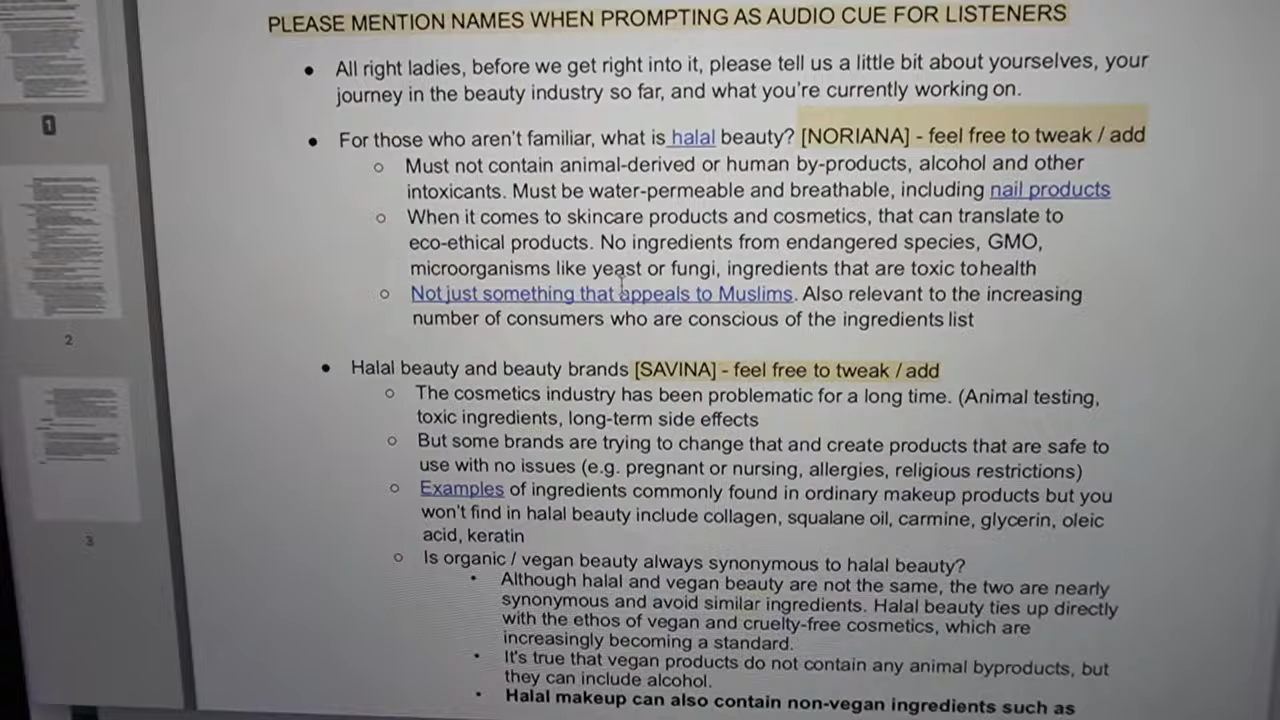 PLEASE MENTION NAMES WHEN PROMPTING AS AUDIO CUE FOR LISTENERS
• All right ladies, before we get right into it, please tell us a little bit about yourselves, your
journey in the beauty industry so far, and what you're currently working on.
• For those who aren't familiar, what is halal beauty? [NORIANA] - feel free to tweak / add
○ Must not contain animal-derived or human by-products, alcohol and other
intoxicants. Must be water-permeable and breathable, including nail products
○ When it comes to skincare products and cosmetics, that can translate to
eco-ethical products. No ingredients from endangered species, GMO,
microorganisms like yeast or fungi, ingredients that are toxic to health
○ Not just something that appeals to Muslims. Also relevant to the increasing
number of consumers who are conscious of the ingredients list
• Halal beauty and beauty brands [SAVINA] - feel free to tweak / add
○ The cosmetics industry has been problematic for a long time. (Animal testing,
toxic ingredients, long-term side effects
○ But some brands are trying to change that and create products that are safe to
use with no issues (e.g. pregnant or nursing, allergies, religious restrictions)
○ Examples of ingredients commonly found in ordinary makeup products but you
won't find in halal beauty include collagen, squalane oil, carmine, glycerin, oleic
acid, keratin
○ Is organic / vegan beauty always synonymous to halal beauty?
• Although halal and vegan beauty are not the same, the two are nearly
synonymous and avoid similar ingredients. Halal beauty ties up directly
with the ethos of vegan and cruelty-free cosmetics, which are
increasingly becoming a standard.
• It's true that vegan products do not contain any animal byproducts, but
they can include alcohol.
• Halal makeup can also contain non-vegan ingredients such as
1
2
3